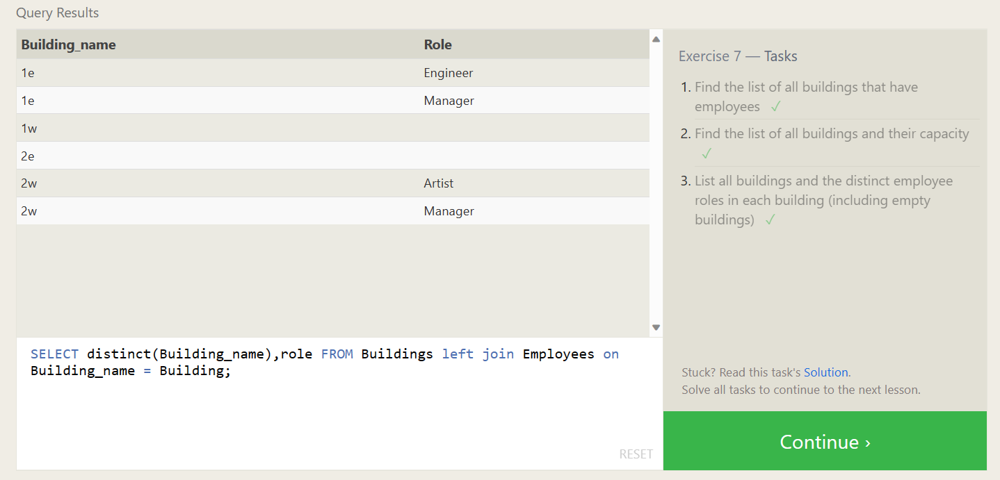 Query Results
Building_name Role
1e Engineer
1e Manager
1w
2e
2w Artist
2w Manager
SELECT distinct(Building_name),role FROM Buildings left join Employees on
Building_name = Building;
RESET
Exercise 7 — Tasks
1. Find the list of all buildings that have
employees ✓
2. Find the list of all buildings and their capacity
✓
3. List all buildings and the distinct employee
roles in each building (including empty
buildings) ✓
Stuck? Read this task's Solution.
Solve all tasks to continue to the next lesson.
Continue ›